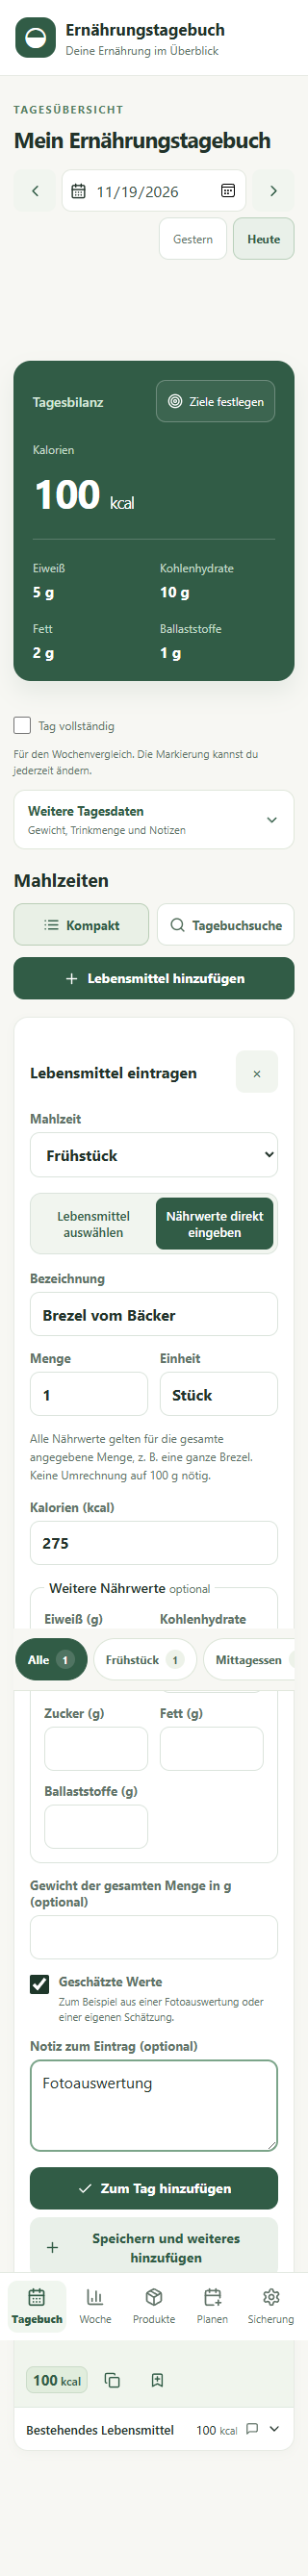 Ernährungstagebuch
Deine Ernährung im Überblick
TAGESÜBERSICHT
Mein Ernährungstagebuch
11/19/2026
Gestern
Heute
Tagesbilanz
Ziele festlegen
Kalorien
100 kcal
Eiweiß
Kohlenhydrate
5 g
10 g
Fett
Ballaststoffe
2 g
1 g
Tag vollständig
Für den Wochenvergleich. Die Markierung kannst du
jederzeit ändern.
Weitere Tagesdaten
Gewicht, Trinkmenge und Notizen
Mahlzeiten
Kompakt
Tagebuchsuche
+ Lebensmittel hinzufügen
Lebensmittel eintragen
×
Mahlzeit
Frühstück
Lebensmittel
auswählen
Nährwerte direkt
eingeben
Bezeichnung
Brezel vom Bäcker
Menge
Einheit
1
Stück
Alle Nährwerte gelten für die gesamte
angegebene Menge, z. B. eine ganze Brezel.
Keine Umrechnung auf 100 g nötig.
Kalorien (kcal)
275
Weitere Nährwerte optional
Eiweiß (g)
Kohlenhydrate
Alle 1
Frühstück 1
Mittagessen
Zucker (g)
Fett (g)
Ballaststoffe (g)
Gewicht der gesamten Menge in g
(optional)
Geschätzte Werte
Zum Beispiel aus einer Fotoauswertung oder
einer eigenen Schätzung.
Notiz zum Eintrag (optional)
Fotoauswertung
Zum Tag hinzufügen
+ Speichern und weiteres
hinzufügen
Tagebuch
Woche
Produkte
Planen
Sicherung
100 kcal
Bestehendes Lebensmittel
100 kcal